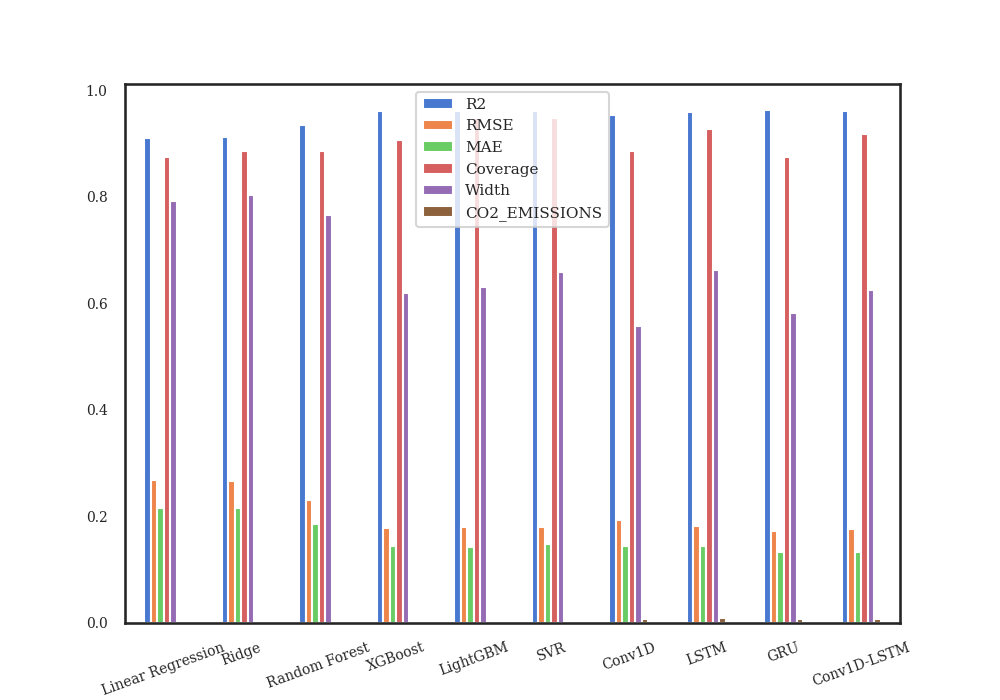 1.0
0.8
0.6
0.4
0.2
0.0
R2
RMSE
MAE
Coverage
Width
CO2_EMISSIONS
Linear Regression
Ridge
Random Forest
XGBoost
LightGBM
SVR
Conv1D
LSTM
GRU
Conv1D-LSTM